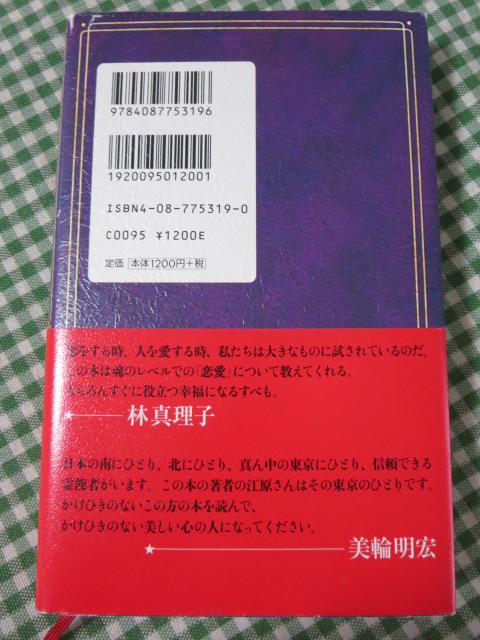 9784087753196
1920095012001
ISBN4-08-775319-0
C0095 ¥1200E
定価 本体1200円+税
恋をする時、人を愛する時、私たちは大きなものに試されているのだ。
この本は魂のレベルでの「恋愛」について教えてくれる。
もちろんすぐに役立つ幸福になるすべも。
林真理子
日本の南にひとり、北にひとり、真ん中の東京にひとり、信頼できる
霊能者がいます。この本の著者の江原さんはその東京のひとりです。
かけひきのないこの方の本を読んで、
かけひきのない美しい心の人になってください。
美輪明宏